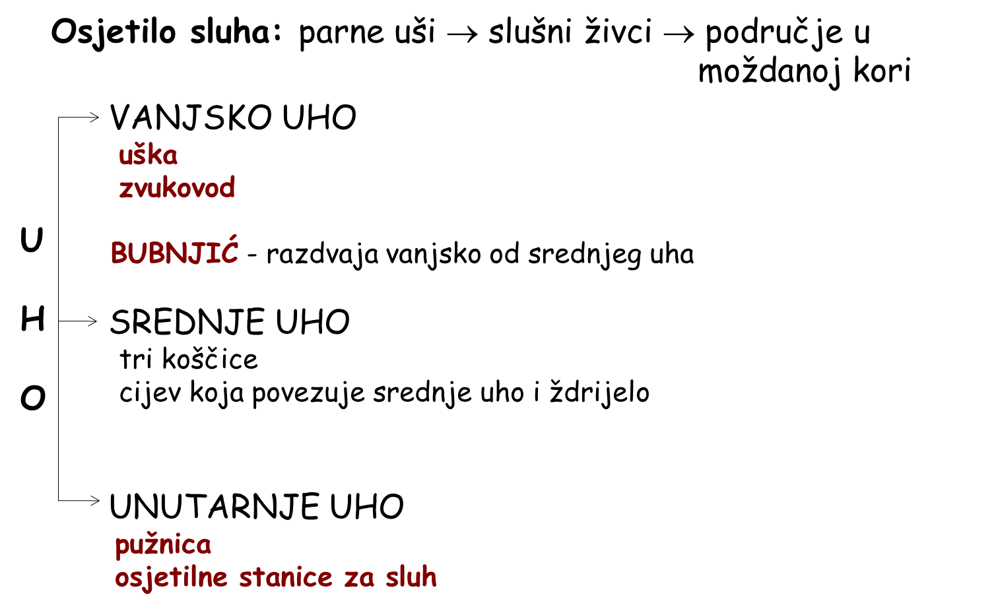 Osjetilo sluha: parne uši → slušni živci → područje u
moždanoj kori
VANJSKO UHO
uška
zvukovod
U
BUBNJIĆ - razdvaja vanjsko od srednjeg uha
H
SREDNJE UHO
tri koščice
O
cijev koja povezuje srednje uho i ždrijelo
UNUTARNJE UHO
pužnica
osjetilne stanice za sluh